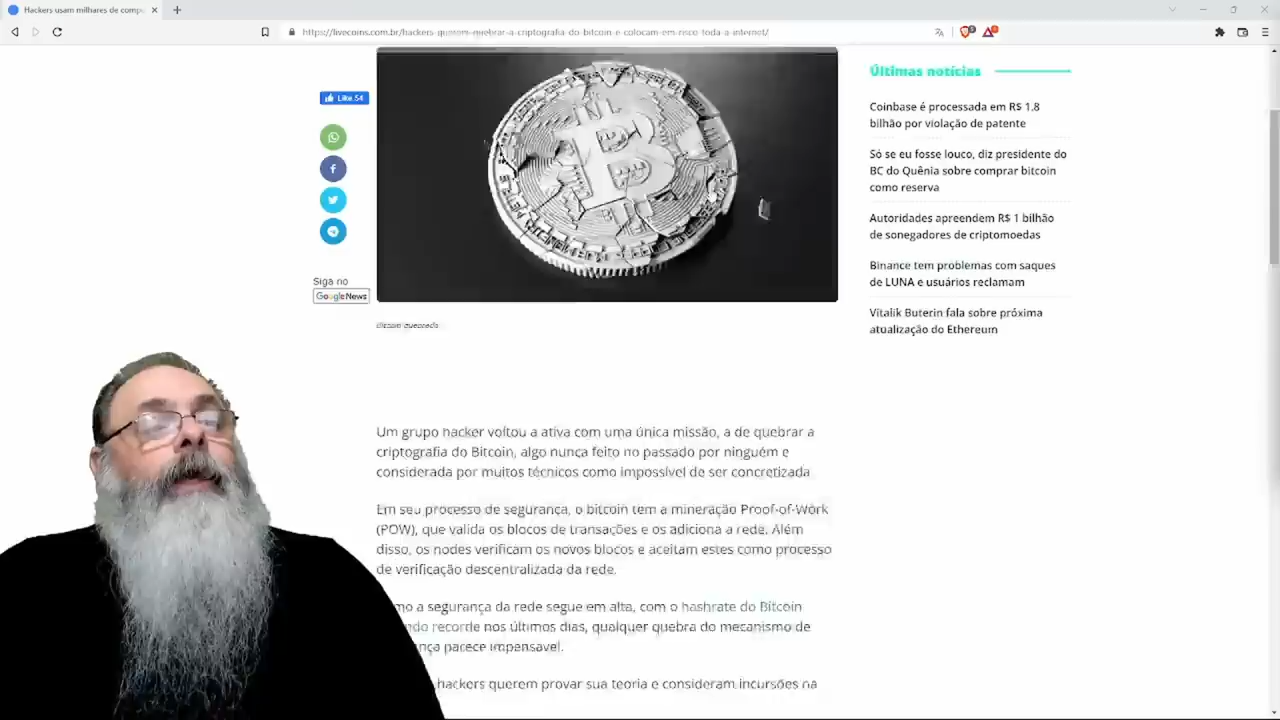 Hackers usam milhares de compu
https://livecoins.com.br/hackers-querem-quebrar-a-criptografia-do-bitcoin-e-colocam-em-risco-toda-a-internet/
Like 54
Siga no
Google News
Bitcoin quebrado
Um grupo hacker voltou a ativa com uma única missão, a de quebrar a
criptografia do Bitcoin, algo nunca feito no passado por ninguém e
considerada por muitos técnicos como impossível de ser concretizada
Em seu processo de segurança, o bitcoin tem a mineração Proof-of-Work
(POW), que valida os blocos de transações e os adiciona a rede. Além
disso, os nodes verificam os novos blocos e aceitam estes como processo
de verificação descentralizada da rede.
mo a segurança da rede segue em alta, com o hashrate do Bitcoin
ndo recorde nos últimos dias, qualquer quebra do mecanismo de
nça parece impensavel.
hackers querem provar sua teoria e consideram incursões na
Últimas notícias
Coinbase é processada em R$ 1.8
bilhão por violação de patente
Só se eu fosse louco, diz presidente do
BC do Quênia sobre comprar bitcoin
como reserva
Autoridades apreendem R$ 1 bilhão
de sonegadores de criptomoedas
Binance tem problemas com saques
de LUNA e usuários reclamam
Vitalik Buterin fala sobre próxima
atualização do Ethereum